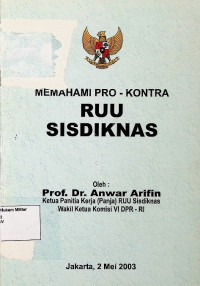 MEMAHAMI PRO - KONTRA
RUU
SISDIKNAS
Oleh :
Prof. Dr. Anwar Arifin
Ketua Panitia Kerja (Panja) RUU Sisdiknas
Wakil Ketua Komisi VI DPR - RI
Jakarta, 2 Mei 2003